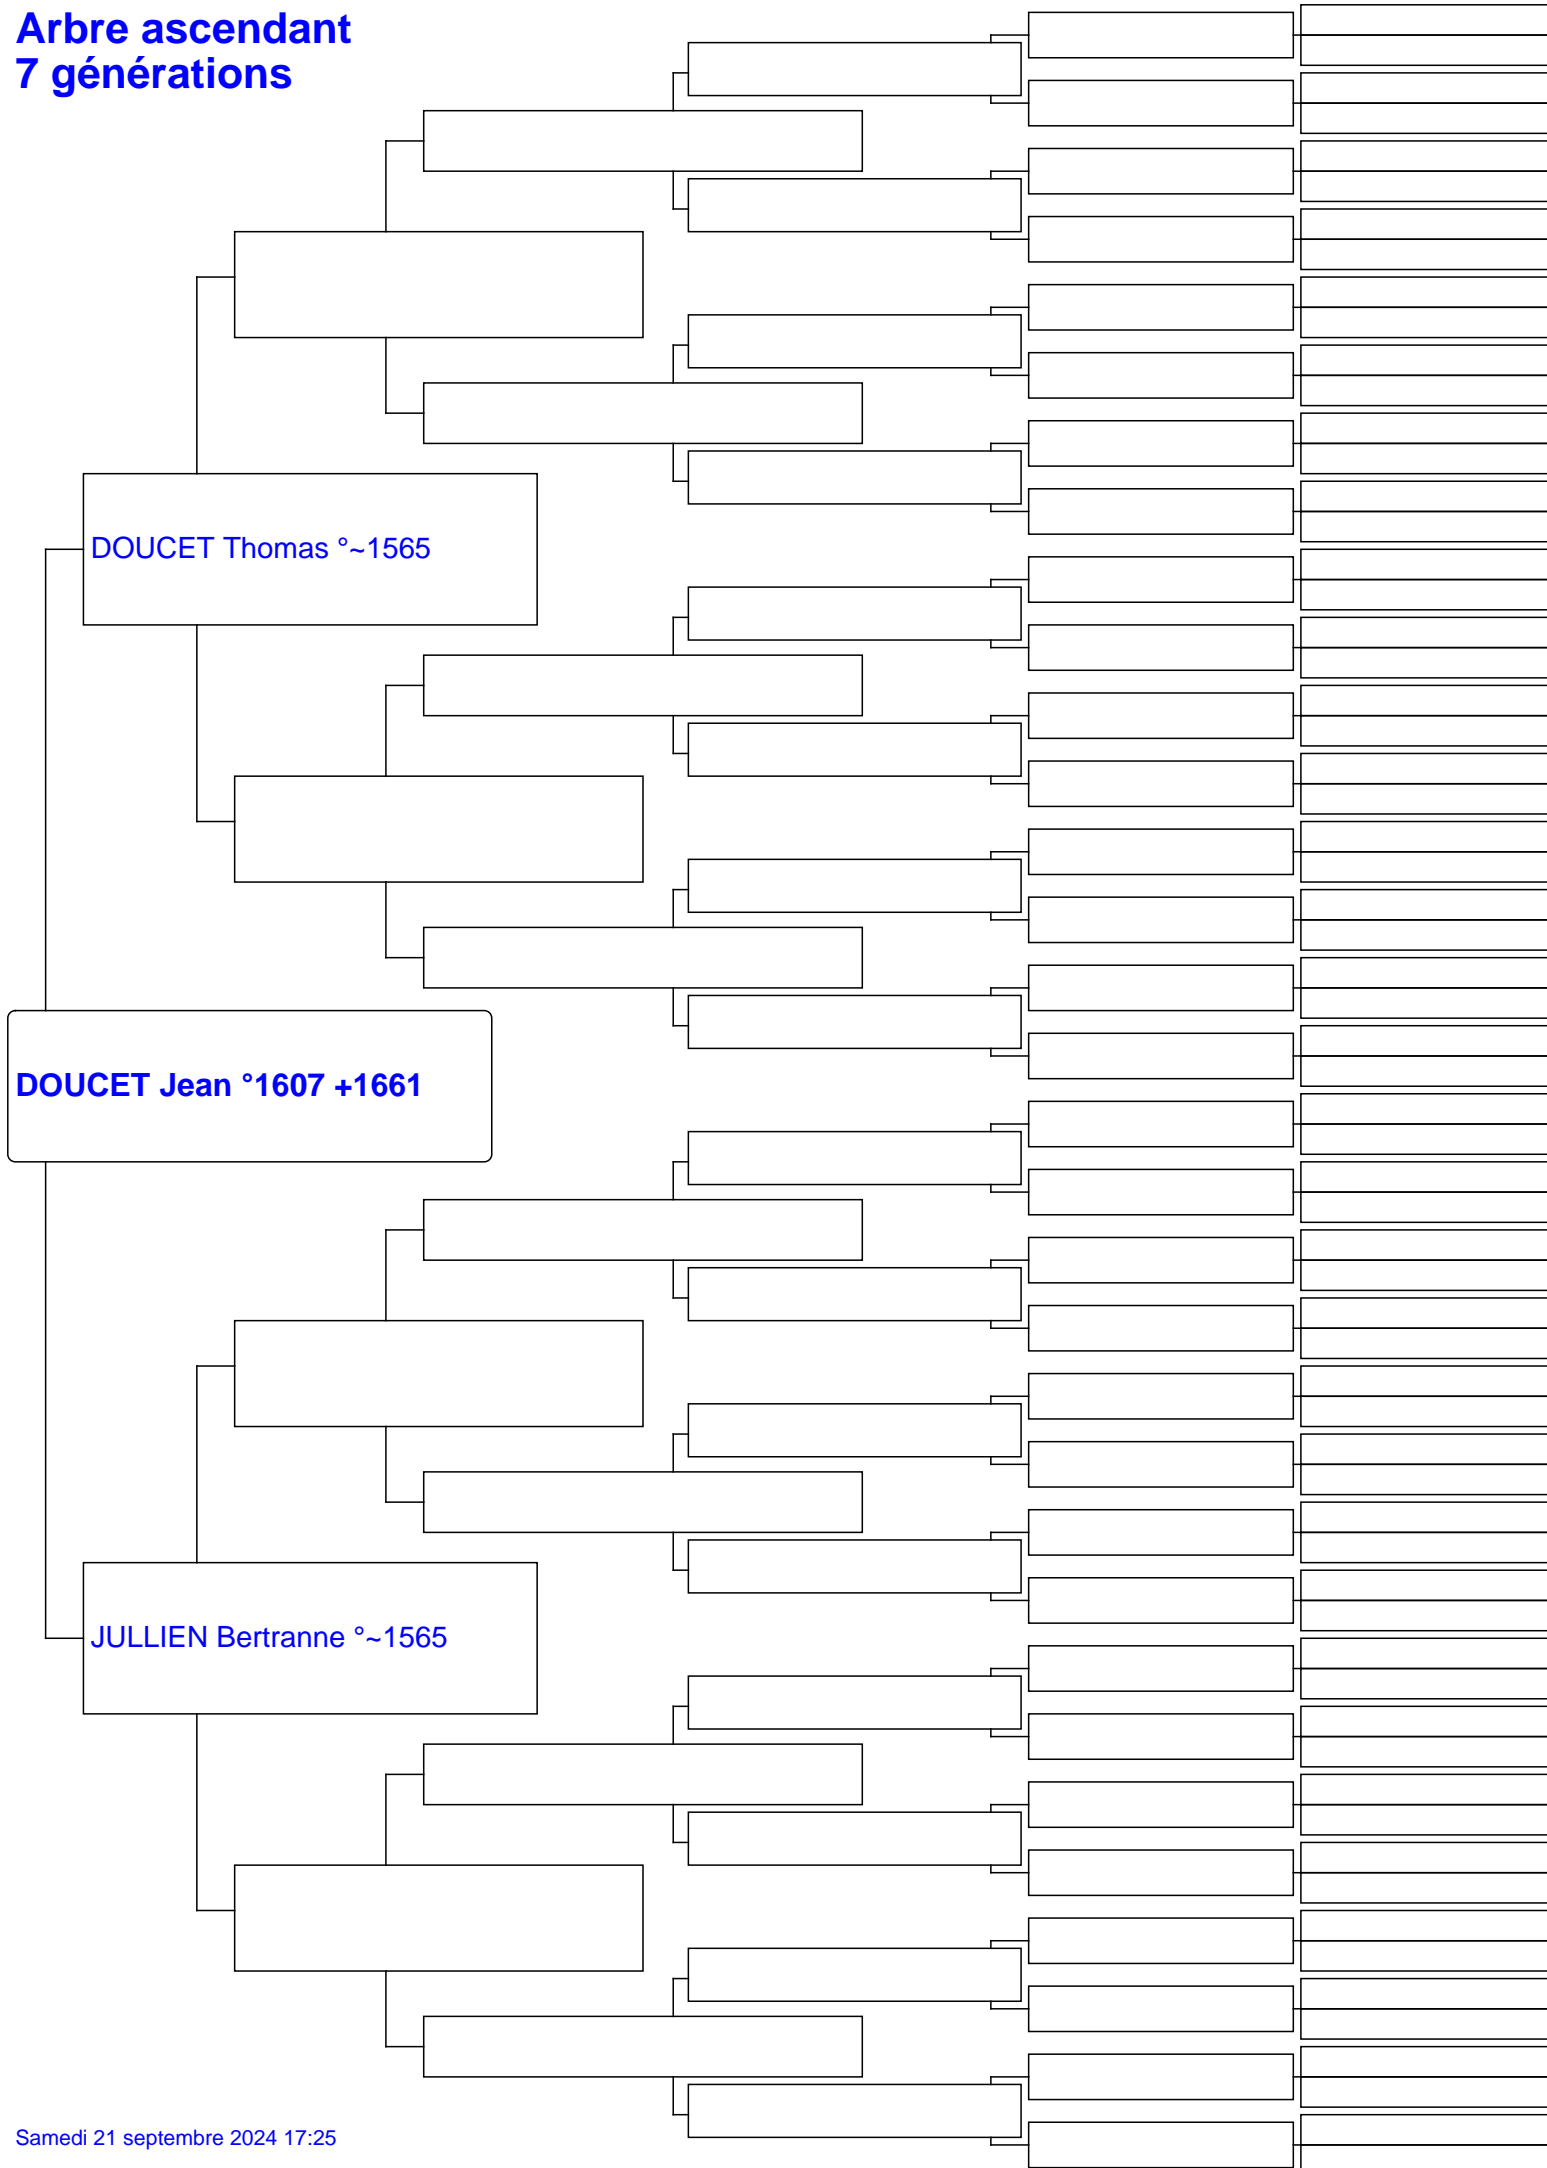 Arbre ascendant
7 générations
DOUCET Thomas °~1565
DOUCET Jean °1607 +1661
JULLIEN Bertranne °~1565
Samedi 21 septembre 2024 17:25